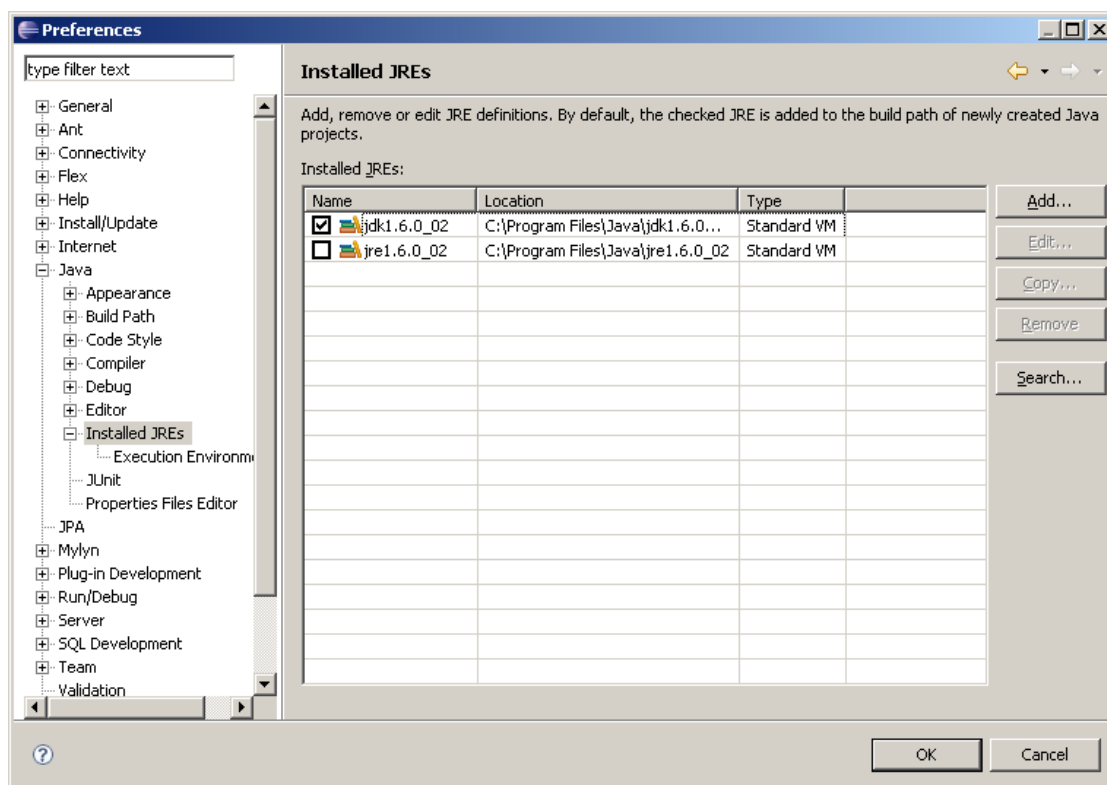 Preferences
type filter text
General
Ant
Connectivity
Flex
Help
Install/Update
Internet
Java
Appearance
Build Path
Code Style
Compiler
Debug
Editor
Installed JREs
Execution Environm
JUnit
Properties Files Editor
JPA
Mylyn
Plug-in Development
Run/Debug
Server
SQL Development
Team
Validation
Installed JREs
Add, remove or edit JRE definitions. By default, the checked JRE is added to the build path of newly created Java
projects.
Installed JREs:
Name Location Type
jdk1.6.0_02 C:\Program Files\Java\jdk1.6.0... Standard VM
jre1.6.0_02 C:\Program Files\Java\jre1.6.0_02 Standard VM
Add...
Edit...
Copy...
Remove
Search...
OK Cancel